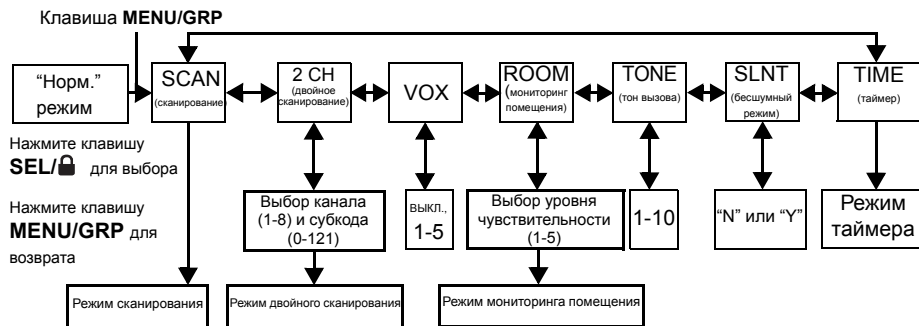 Клавиша MENU/GRP
“Норм.”
режим
SCAN
(сканирование)
2 CH
(двойное
сканирование)
VOX
ROOM
(мониторинг
помещения)
TONE
(тон вызова)
SLNT
(бесшумный
режим)
TIME
(таймер)
Нажмите клавишу
SEL/ для выбора
Нажмите клавишу
MENU/GRP для
возврата
Выбор канала
(1-8) и субкода
(0-121)
ВЫКЛ.,
1-5
Выбор уровня
чувствительности
(1-5)
1-10
“N” или “Y”
Режим
таймера
Режим сканирования
Режим двойного сканирования
Режим мониторинга помещения